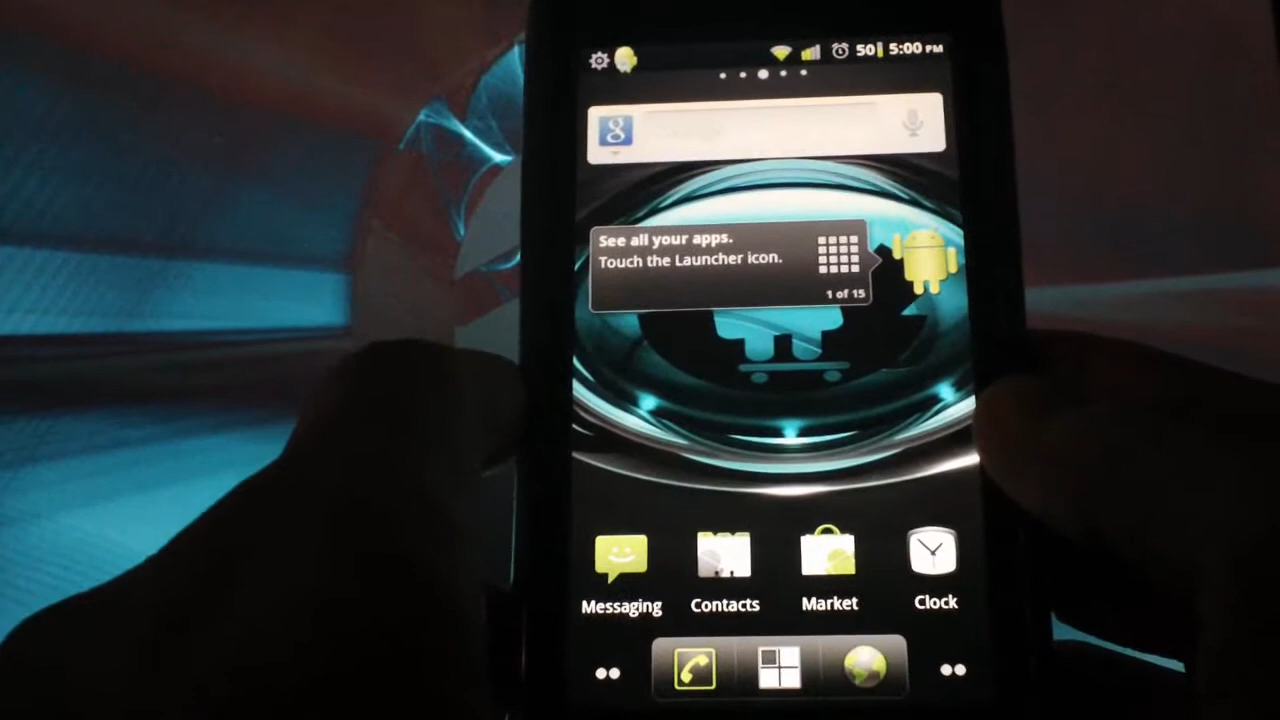 50 5:00 PM
g
See all your apps.
Touch the Launcher icon.
1 of 15
Messaging
Contacts
Market
Clock